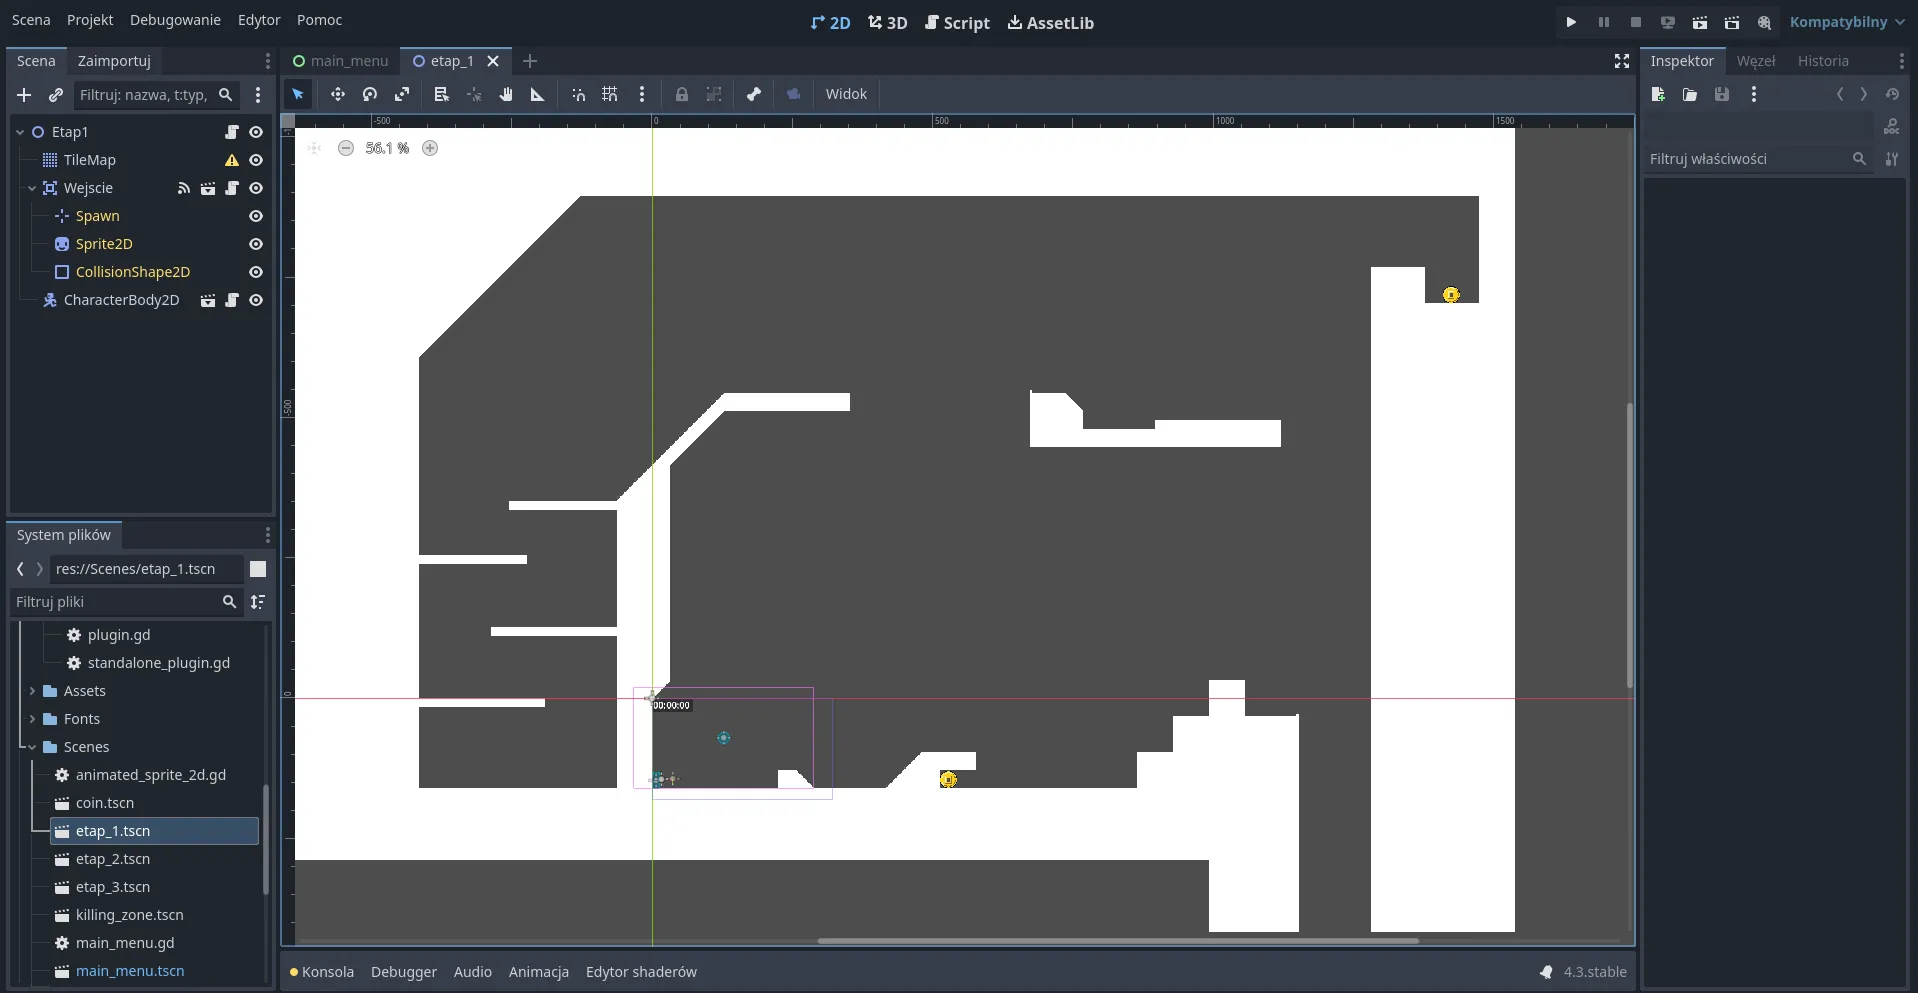 Scena Projekt Debugowanie Edytor Pomoc
2D 3D Script AssetLib
Kompatybilny
Scena Zaimportuj
Filtruj: nazwa, t:typ,
Etap1
TileMap
Wejscie
Spawn
Sprite2D
CollisionShape2D
CharacterBody2D
System plików
res://Scenes/etap_1.tscn
Filtruj pliki
plugin.gd
standalone_plugin.gd
Assets
Fonts
Scenes
animated_sprite_2d.gd
coin.tscn
etap_1.tscn
etap_2.tscn
etap_3.tscn
killing_zone.tscn
main_menu.gd
main_menu.tscn
main_menu etap_1
Widok
-500 0 500 1000 1500
56.1 %
-500
0
00:00:00
Konsola Debugger Audio Animacja Edytor shaderów
4.3.stable
Inspektor Węzeł Historia
DOC
Filtruj właściwości